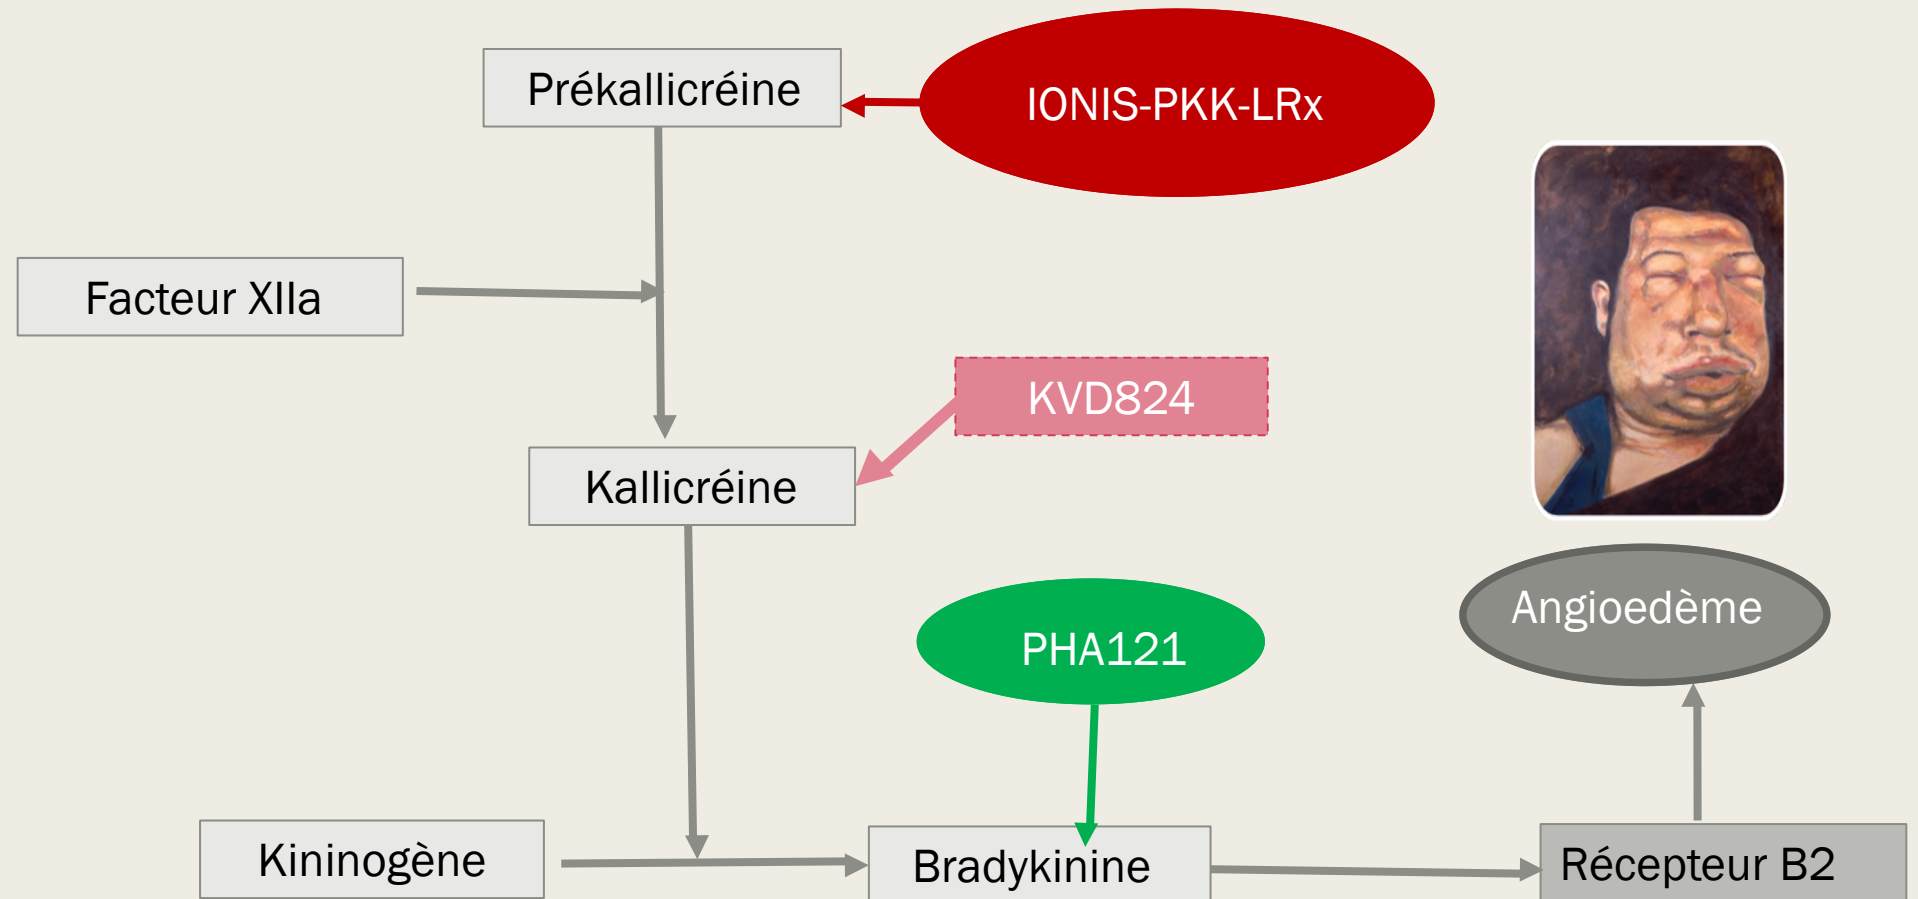 Prékallicréine
IONIS-PKK-LRx
Facteur XIIa
KVD824
Kallicréine
PHA121
Angioedème
Kininogène
Bradykinine
Récepteur B2